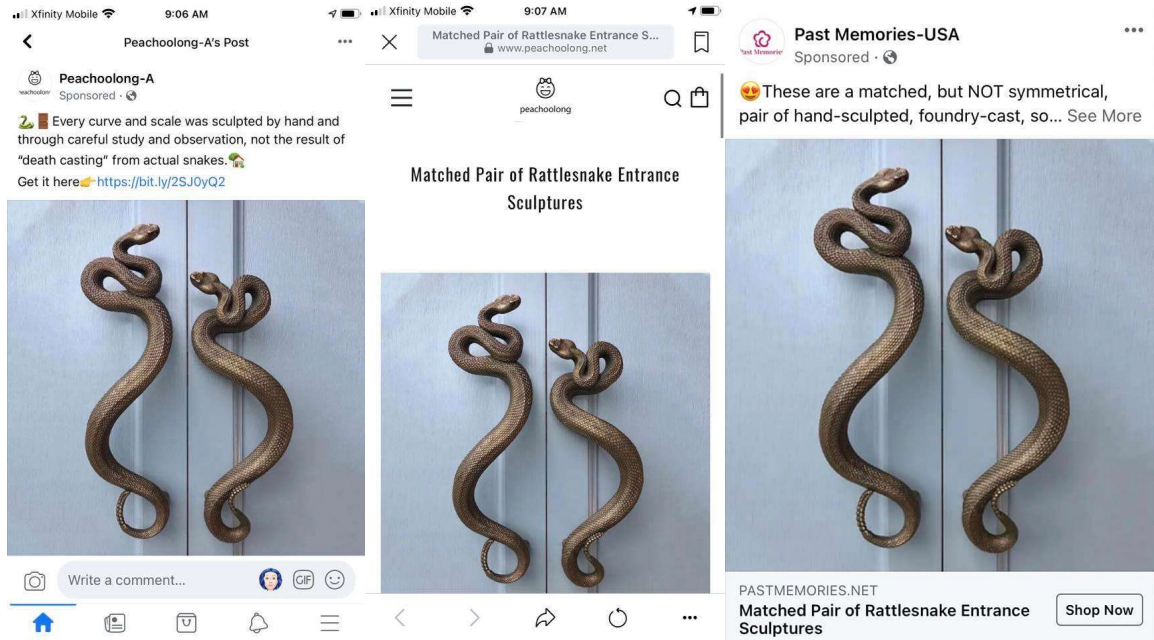 Xfinity Mobile
9:06 AM
Peachoolong-A's Post
Peachoolong-A
Sponsored ·
Every curve and scale was sculpted by hand and
through careful study and observation, not the result of
“death casting” from actual snakes.
Get it here https://bit.ly/2SJ0yQ2
Write a comment...
GIF
Xfinity Mobile
9:07 AM
Matched Pair of Rattlesnake Entrance S...
www.peachoolong.net
peachoolong
Matched Pair of Rattlesnake Entrance
Sculptures
Past Memories-USA
Sponsored ·
These are a matched, but NOT symmetrical,
pair of hand-sculpted, foundry-cast, so... See More
PASTMEMORIES.NET
Matched Pair of Rattlesnake Entrance
Sculptures
Shop Now